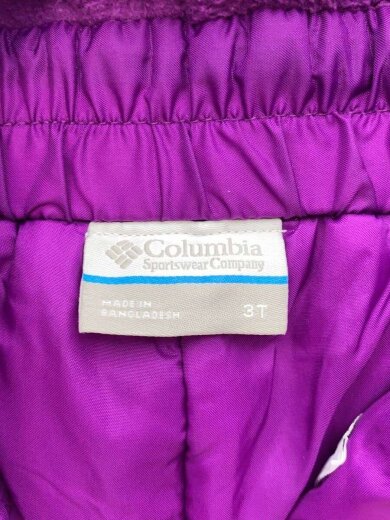 Columbia
Sportswear Company
MADE IN
BANGLADESH
3T